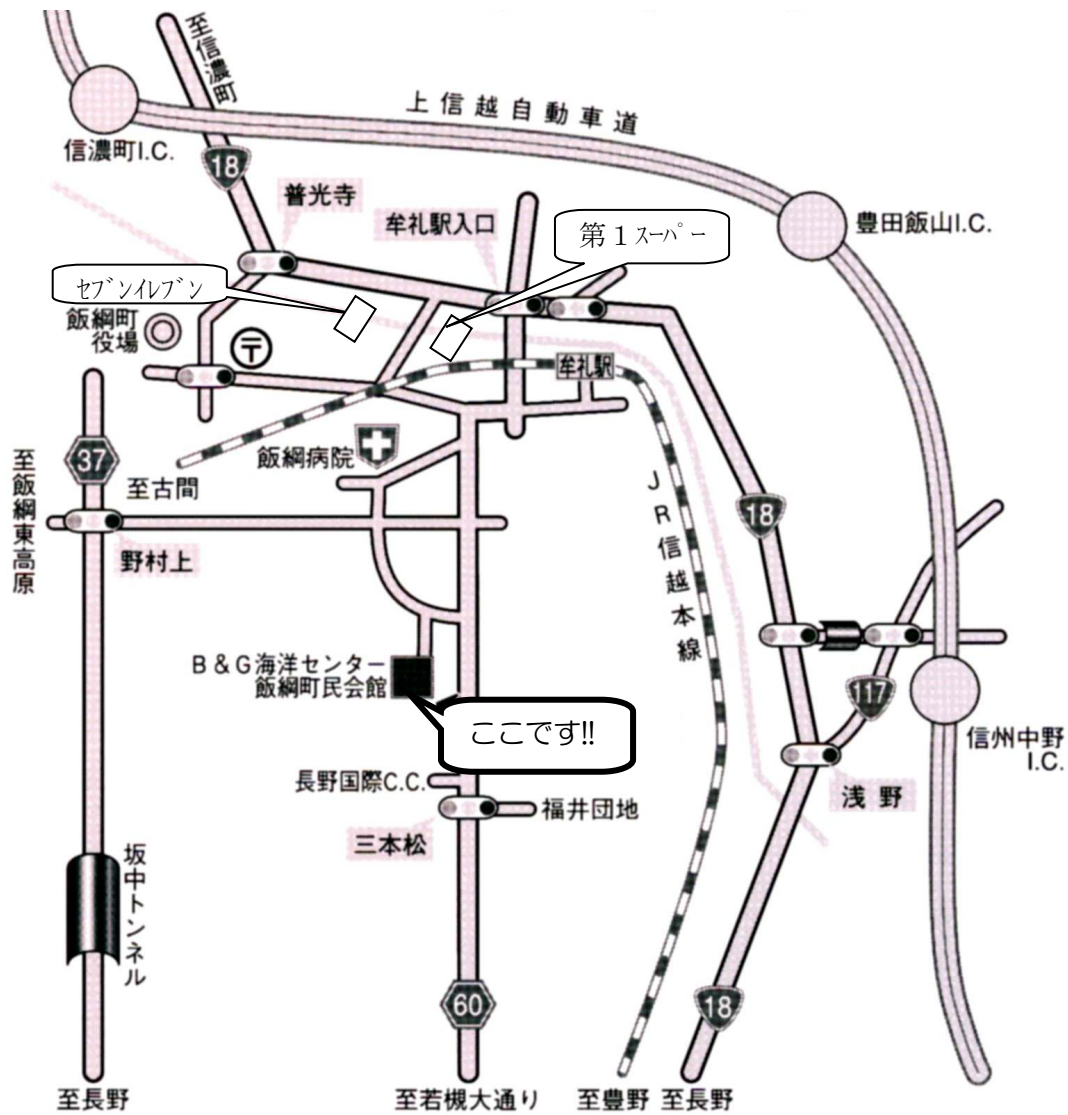 至信濃町
上信越自動車道
信濃町I.C.
18
普光寺
牟礼駅入口
第1スーパー
豊田飯山I.C.
セブンイレブン
飯綱町
役場
〒
牟礼駅
37
飯綱病院
至飯綱東高原
至古間
JR信越本線
18
野村上
B&G海洋センター
飯綱町民会館
117
ここです!!
信州中野
I.C.
長野国際C.C.
福井団地
浅野
三本松
坂中トンネル
60
18
至長野
至若槻大通り
至豊野
至長野